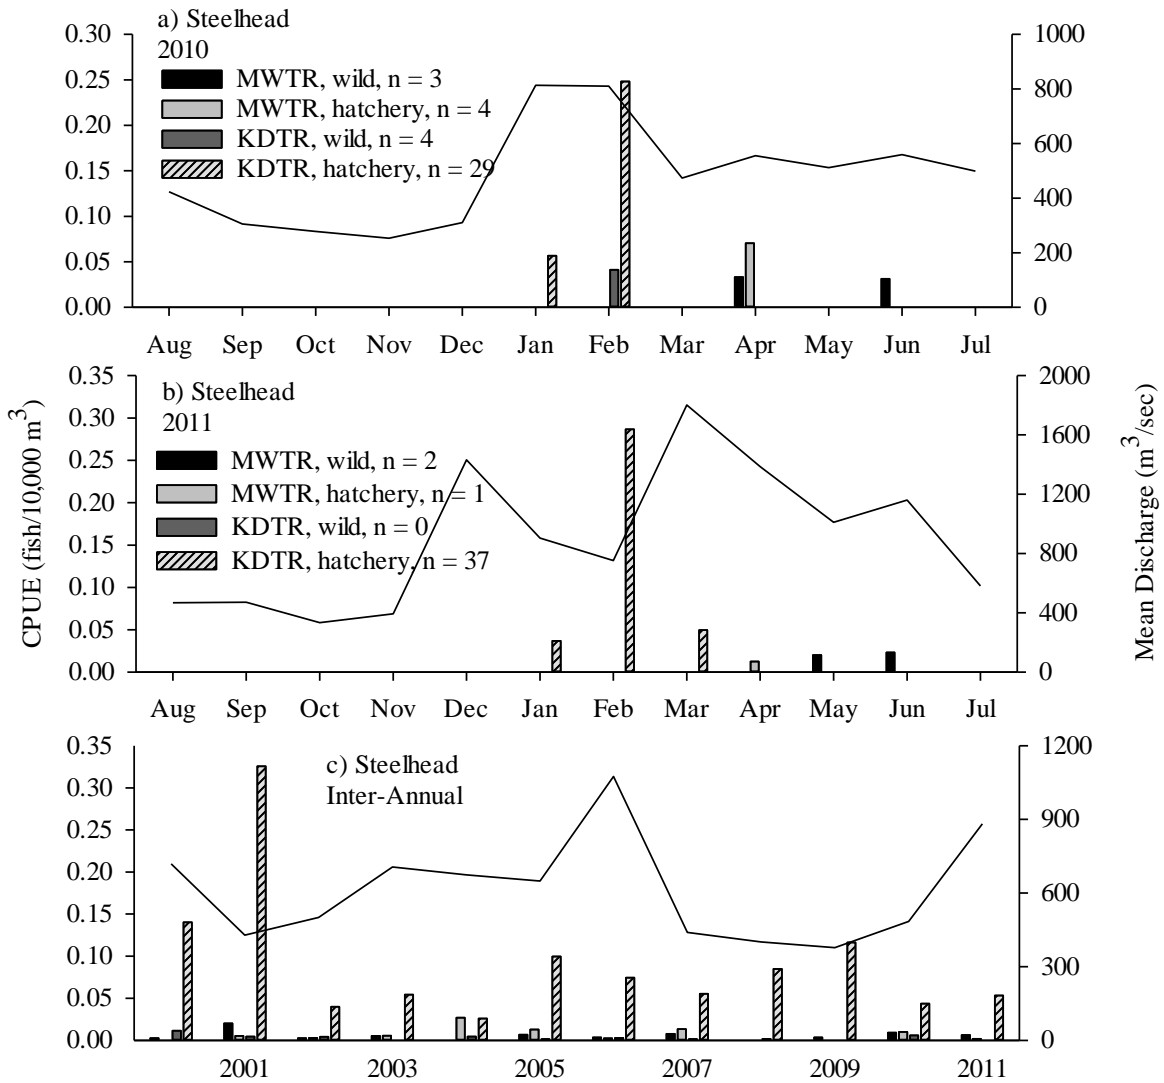 a) Steelhead
2010
MWTR, wild, n = 3
MWTR, hatchery, n = 4
KDTR, wild, n = 4
KDTR, hatchery, n = 29
0.30
0.25
0.20
0.15
0.10
0.05
0.00
1000
800
600
400
200
0
Aug Sep Oct Nov Dec Jan Feb Mar Apr May Jun Jul
b) Steelhead
2011
MWTR, wild, n = 2
MWTR, hatchery, n = 1
KDTR, wild, n = 0
KDTR, hatchery, n = 37
0.35
0.30
0.25
0.20
0.15
0.10
0.05
0.00
2000
1600
1200
800
400
0
CPUE (fish/10,000 m³)
Mean Discharge (m³/sec)
Aug Sep Oct Nov Dec Jan Feb Mar Apr May Jun Jul
c) Steelhead
Inter-Annual
0.35
0.30
0.25
0.20
0.15
0.10
0.05
0.00
1200
900
600
300
0
2001 2003 2005 2007 2009 2011